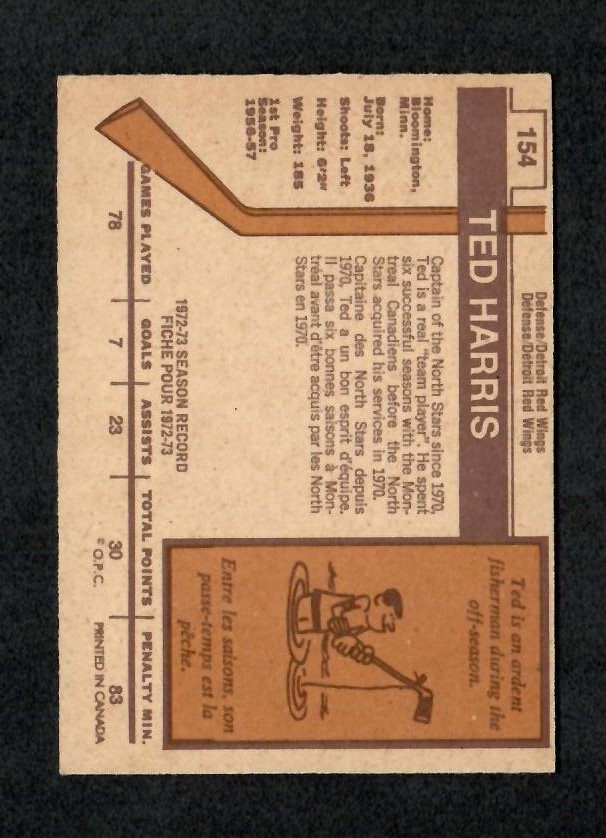 154
Defense/Detroit Red Wings
Defense/Detroit Red Wings
TED HARRIS
Home:
Bloomington,
Minn.
Born:
July 18, 1936
Shoots: Left
Height: 6'2"
Weight: 185
1st Pro
Season:
1956-57
Captain of the North Stars since 1970,
Ted is a real "team player". He spent
six successful seasons with the Mon-
treal Canadiens before the North
Stars acquired his services in 1970.
Capitaine des North Stars depuis
1970, Ted a un bon esprit d'équipe.
Il passa six bonnes saisons à Mon-
tréal avant d'être acquis par les North
Stars en 1970.
Ted is an ardent
fisherman during the
off-season.
Entre les saisons, son
passe-temps est la
pêche.
1972-73 SEASON RECORD
FICHE POUR 1972-73
GAMES PLAYED GOALS ASSISTS TOTAL POINTS PENALTY MIN.
78 7 23 30 83
© O.P.C. PRINTED IN CANADA